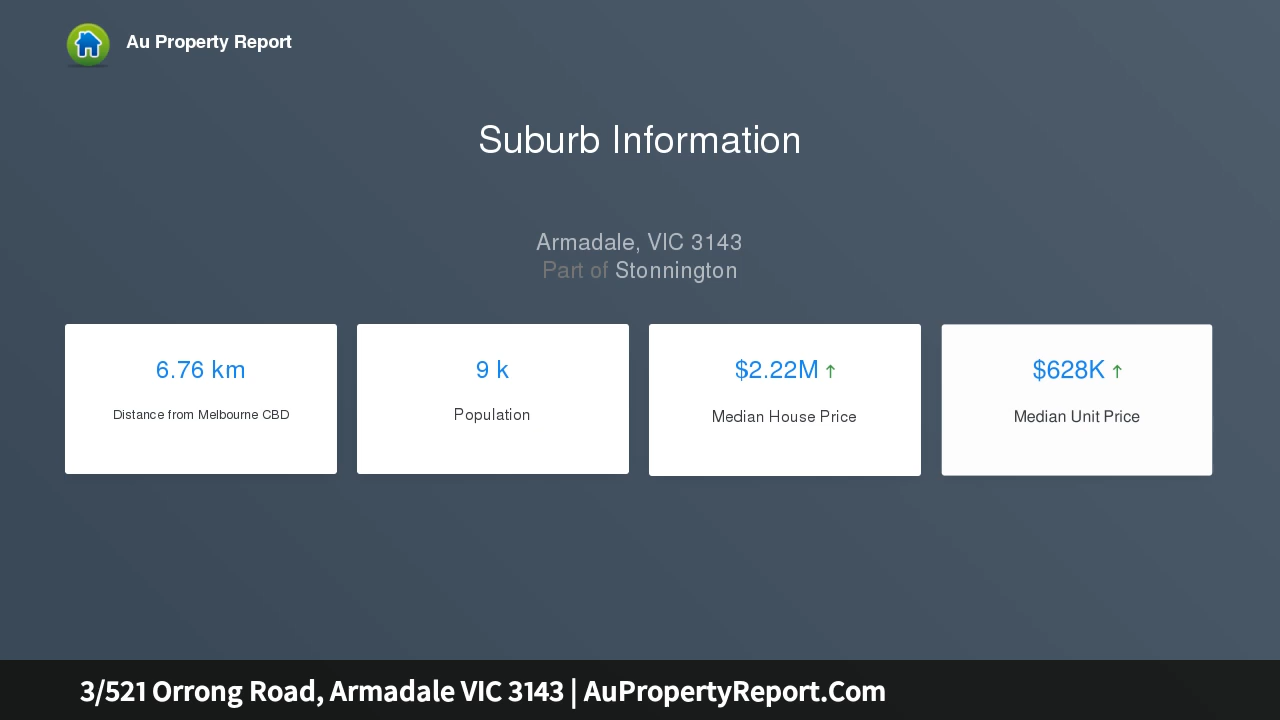 Au Property Report
Suburb Information
Armadale, VIC 3143
Part of Stonnington
6.76 km
Distance from Melbourne CBD
9 k
Population
$2.22M ↑
Median House Price
$628K ↑
Median Unit Price
3/521 Orrong Road, Armadale VIC 3143 | AuPropertyReport.Com